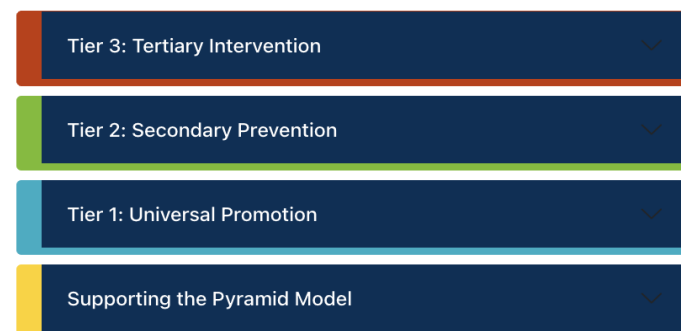 Tier 3: Tertiary Intervention
Tier 2: Secondary Prevention
Tier 1: Universal Promotion
Supporting the Pyramid Model